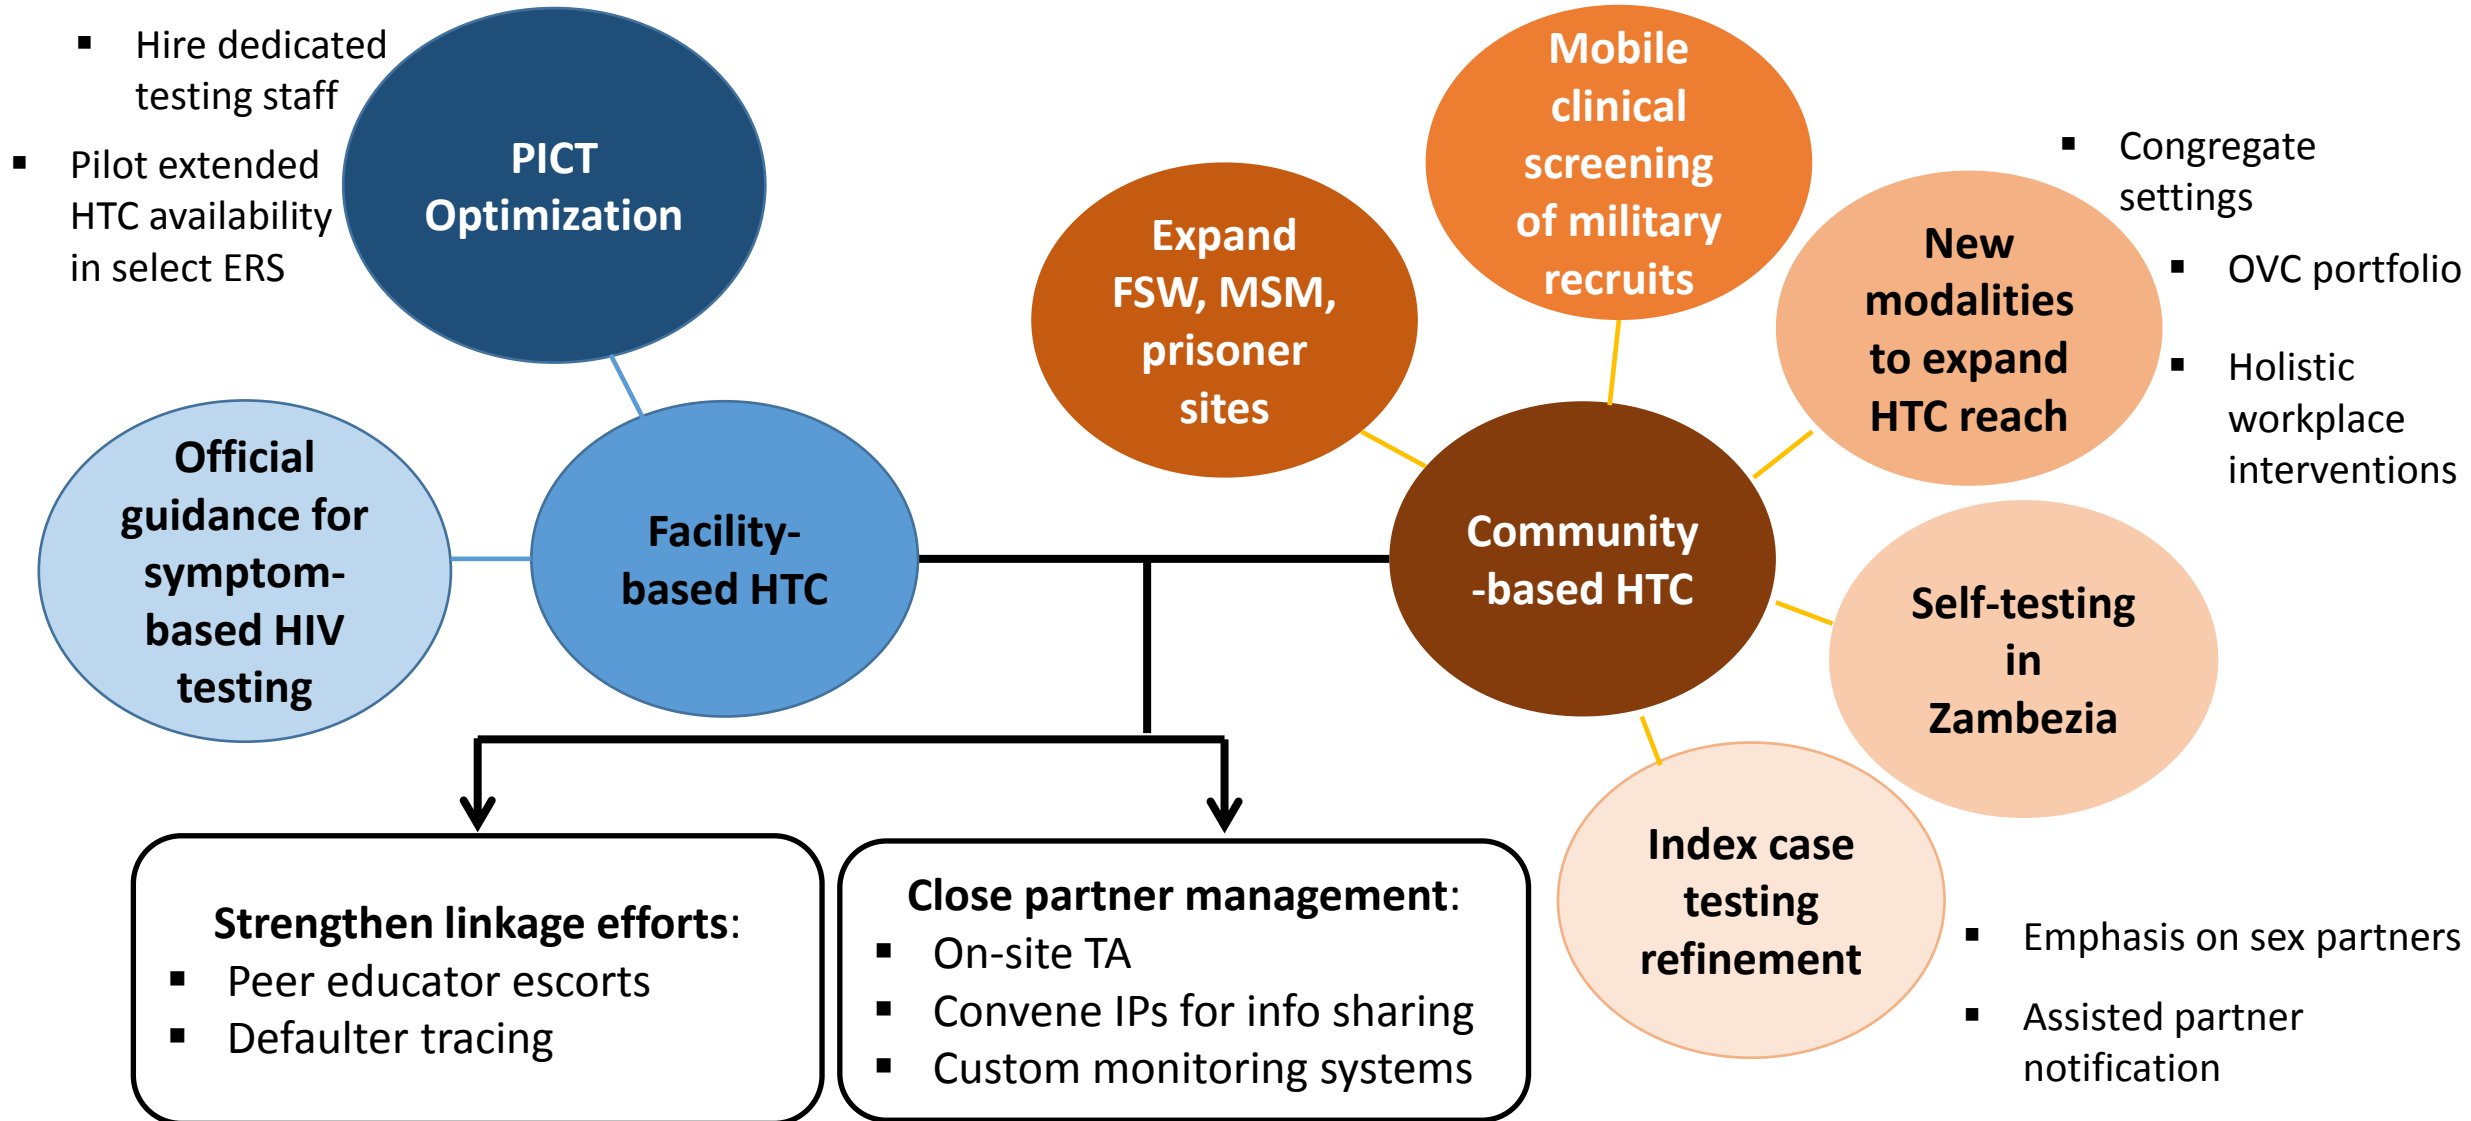 ▪ Hire dedicated
testing staff
▪ Pilot extended
HTC availability
in select ERS
PICT
Optimization
Official
guidance for
symptom-
based HIV
testing
Facility-
based HTC
Expand
FSW, MSM,
prisoner
sites
Mobile
clinical
screening
of military
recruits
New
modalities
to expand
HTC reach
▪ Congregate
settings
▪ OVC portfolio
▪ Holistic
workplace
interventions
Community
-based HTC
Self-testing
in
Zambezia
Index case
testing
refinement
▪ Emphasis on sex partners
▪ Assisted partner
notification
Strengthen linkage efforts:
▪ Peer educator escorts
▪ Defaulter tracing
Close partner management:
▪ On-site TA
▪ Convene IPs for info sharing
▪ Custom monitoring systems